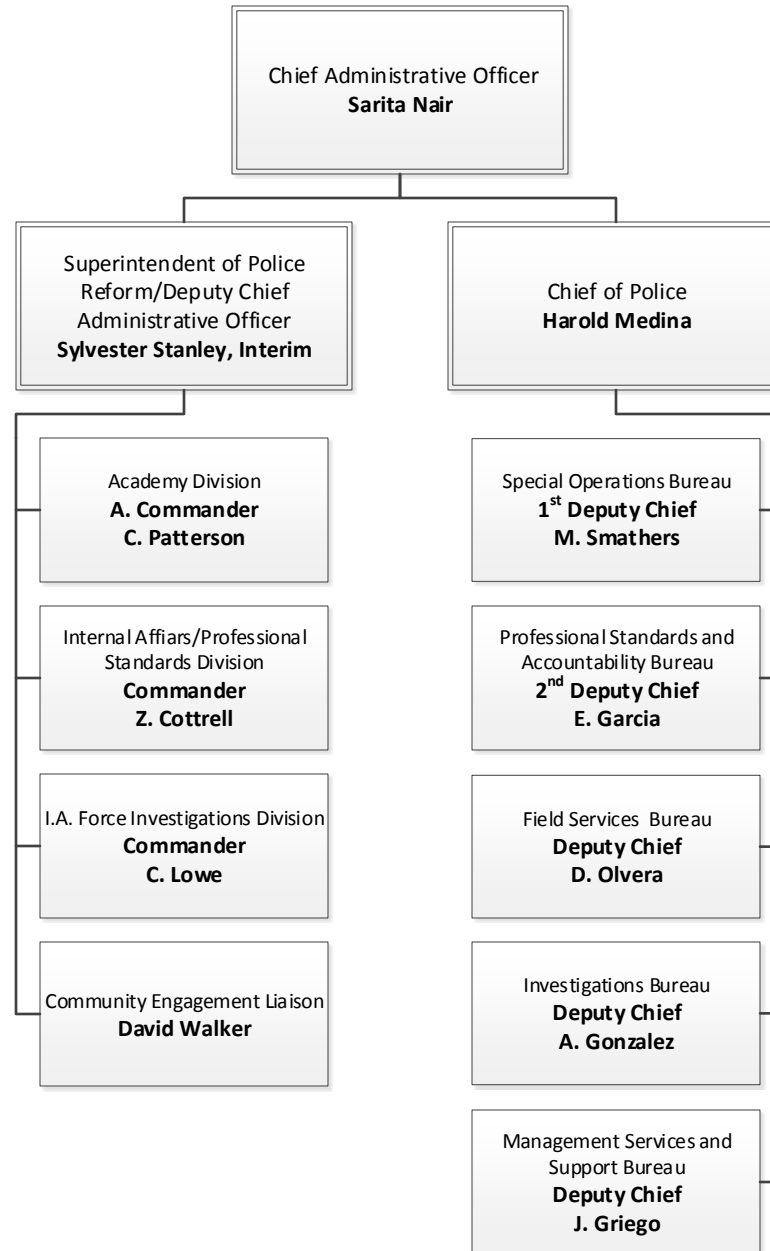 Chief Administrative Officer
Sarita Nair
Superintendent of Police
Reform/Deputy Chief
Administrative Officer
Sylvester Stanley, Interim
Chief of Police
Harold Medina
Academy Division
A. Commander
C. Patterson
Internal Affiars/Professional
Standards Division
Commander
Z. Cottrell
I.A. Force Investigations Division
Commander
C. Lowe
Community Engagement Liaison
David Walker
Special Operations Bureau
1st Deputy Chief
M. Smathers
Professional Standards and
Accountability Bureau
2nd Deputy Chief
E. Garcia
Field Services Bureau
Deputy Chief
D. Olvera
Investigations Bureau
Deputy Chief
A. Gonzalez
Management Services and
Support Bureau
Deputy Chief
J. Griego